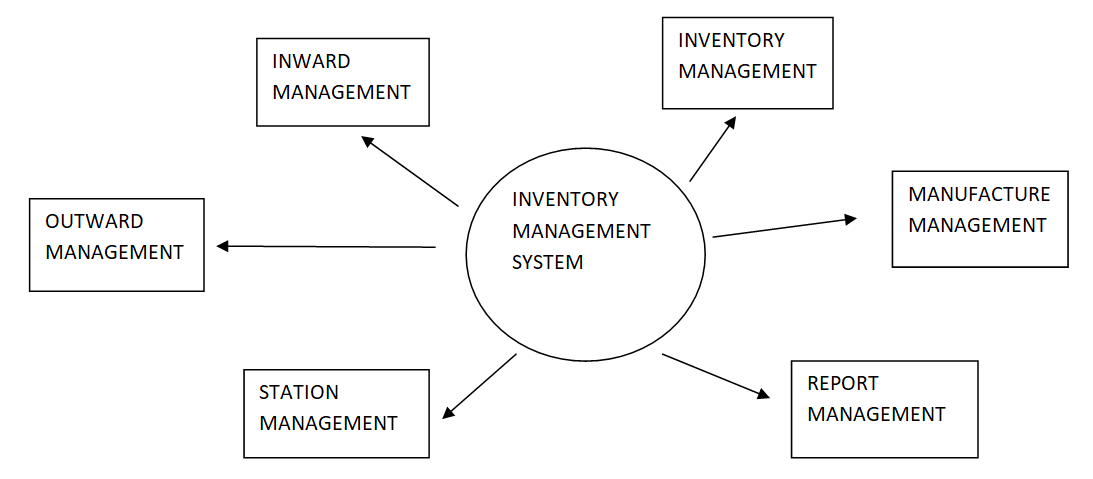 INWARD
MANAGEMENT
INVENTORY
MANAGEMENT
OUTWARD
MANAGEMENT
INVENTORY
MANAGEMENT
SYSTEM
MANUFACTURE
MANAGEMENT
STATION
MANAGEMENT
REPORT
MANAGEMENT